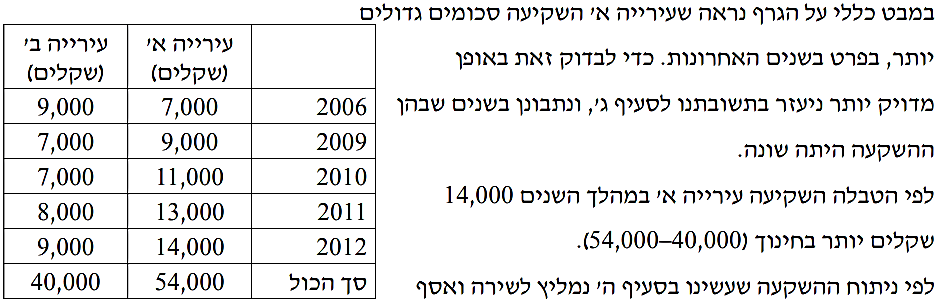 במבט כללי על הגרף נראה שעירייה א׳ השקיעה סכומים גדולים
יותר, בפרט בשנים האחרונות. כדי לבדוק זאת באופן
מדויק יותר ניעזר בתשובתנו לסעיף ג׳, ונתבונן בשנים שבהן
ההשקעה היתה שונה.
לפי הטבלה השקיעה עירייה א׳ במהלך השנים 14,000
שקלים יותר בחינוך (54,000–40,000).
לפי ניתוח ההשקעה שעשינו בסעיף ה׳ נמליץ לשירה ואסף
עירייה א׳ (שקלים) עירייה ב׳ (שקלים)
2006 7,000 9,000
2009 9,000 7,000
2010 11,000 7,000
2011 13,000 8,000
2012 14,000 9,000
סך הכול 54,000 40,000